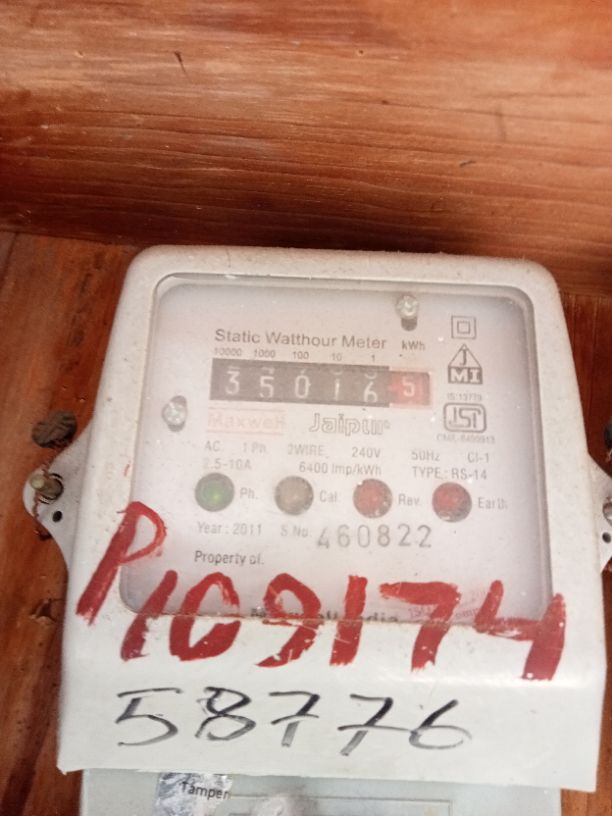 Static Watthour Meter kWh
10000 1000 100 10 1
35016 5
JMI
IS:13779
Maxwell Jaipur
AC 1 Ph. 2WIRE, 240V 50HZ Cl-1
2.5-10A 6400 Imp/kWh TYPE: RS-14
Ph. Cal. Rev. Earth
Year: 2011 S.No. 460822
Property of.
P109174
58776
Tamper